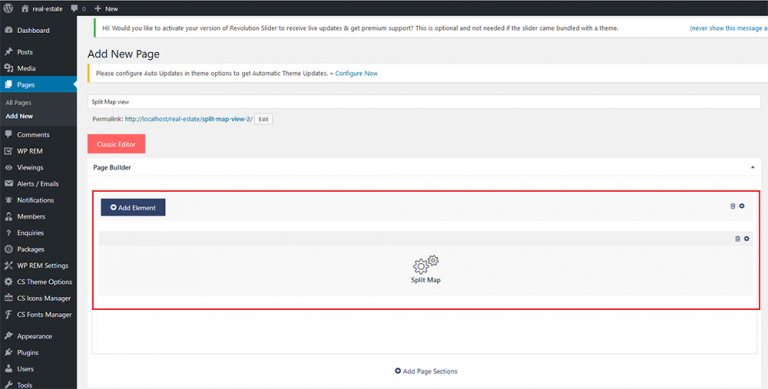 real-estate 0 New
Hi! Would you like to activate your version of Revolution Slider to receive live updates & get premium support? This is optional and not needed if the slider came bundled with a theme. (never show this message a
Dashboard
Posts
Media
Pages
All Pages
Add New
Comments
WP REM
Viewings
Alerts / Emails
Notifications
Members
Enquiries
Packages
WP REM Settings
CS Theme Options
CS Icons Manager
CS Fonts Manager
Appearance
Plugins
Users
Tools
Add New Page
Please configure Auto Updates in theme options to get Automatic Theme Updates. » Configure Now
Split Map view
Permalink: http://localhost/real-estate/split-map-view-2/ Edit
Classic Editor
Page Builder
Add Element
Split Map
Add Page Sections